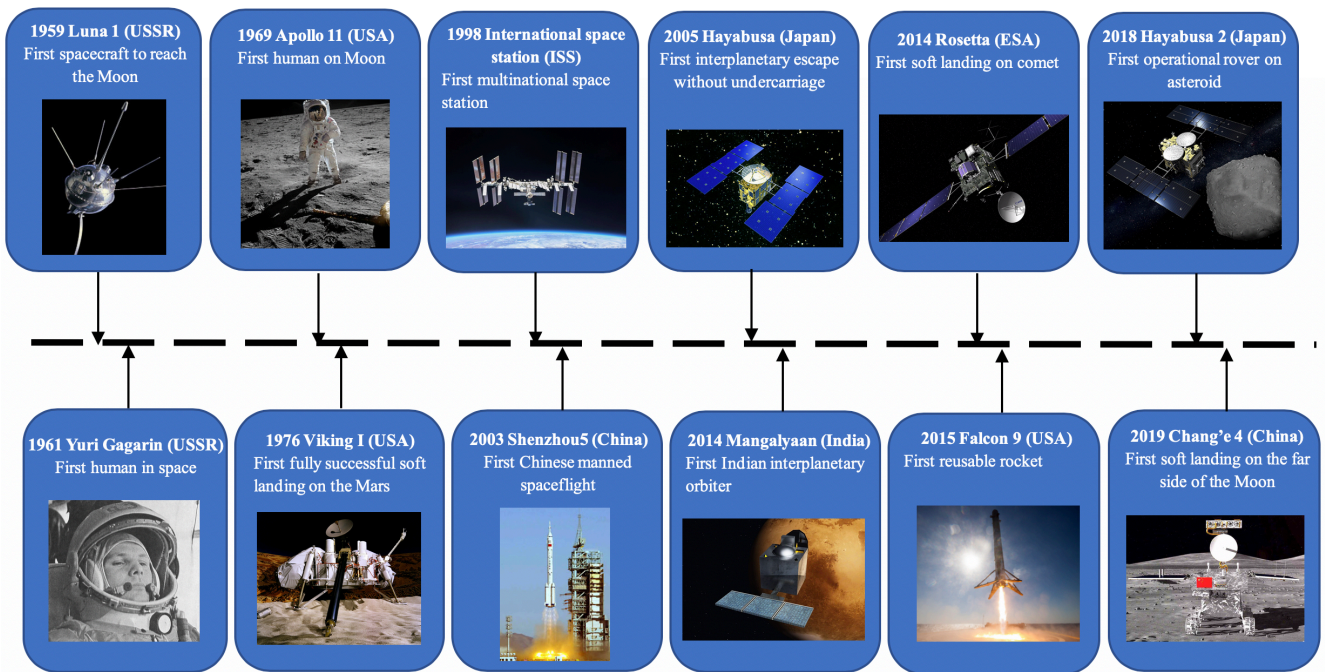 1959 Luna 1 (USSR)
First spacecraft to reach
the Moon
1969 Apollo 11 (USA)
First human on Moon
1998 International space
station (ISS)
First multinational space
station
2005 Hayabusa (Japan)
First interplanetary escape
without undercarriage
2014 Rosetta (ESA)
First soft landing on comet
2018 Hayabusa 2 (Japan)
First operational rover on
asteroid
1961 Yuri Gagarin (USSR)
First human in space
1976 Viking I (USA)
First fully successful soft
landing on the Mars
2003 Shenzhou5 (China)
First Chinese manned
spaceflight
2014 Mangalyaan (India)
First Indian interplanetary
orbiter
2015 Falcon 9 (USA)
First reusable rocket
2019 Chang’e 4 (China)
First soft landing on the far
side of the Moon